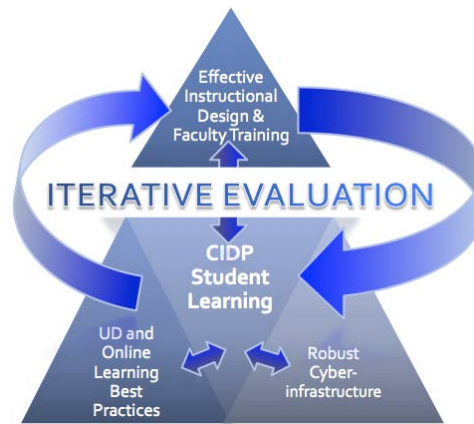 Effective
Instructional
Design &
Faculty Training
ITERATIVE EVALUATION
CIDP
Student
Learning
UD and
Online
Learning
Best
Practices
Robust
Cyber-
infrastructure